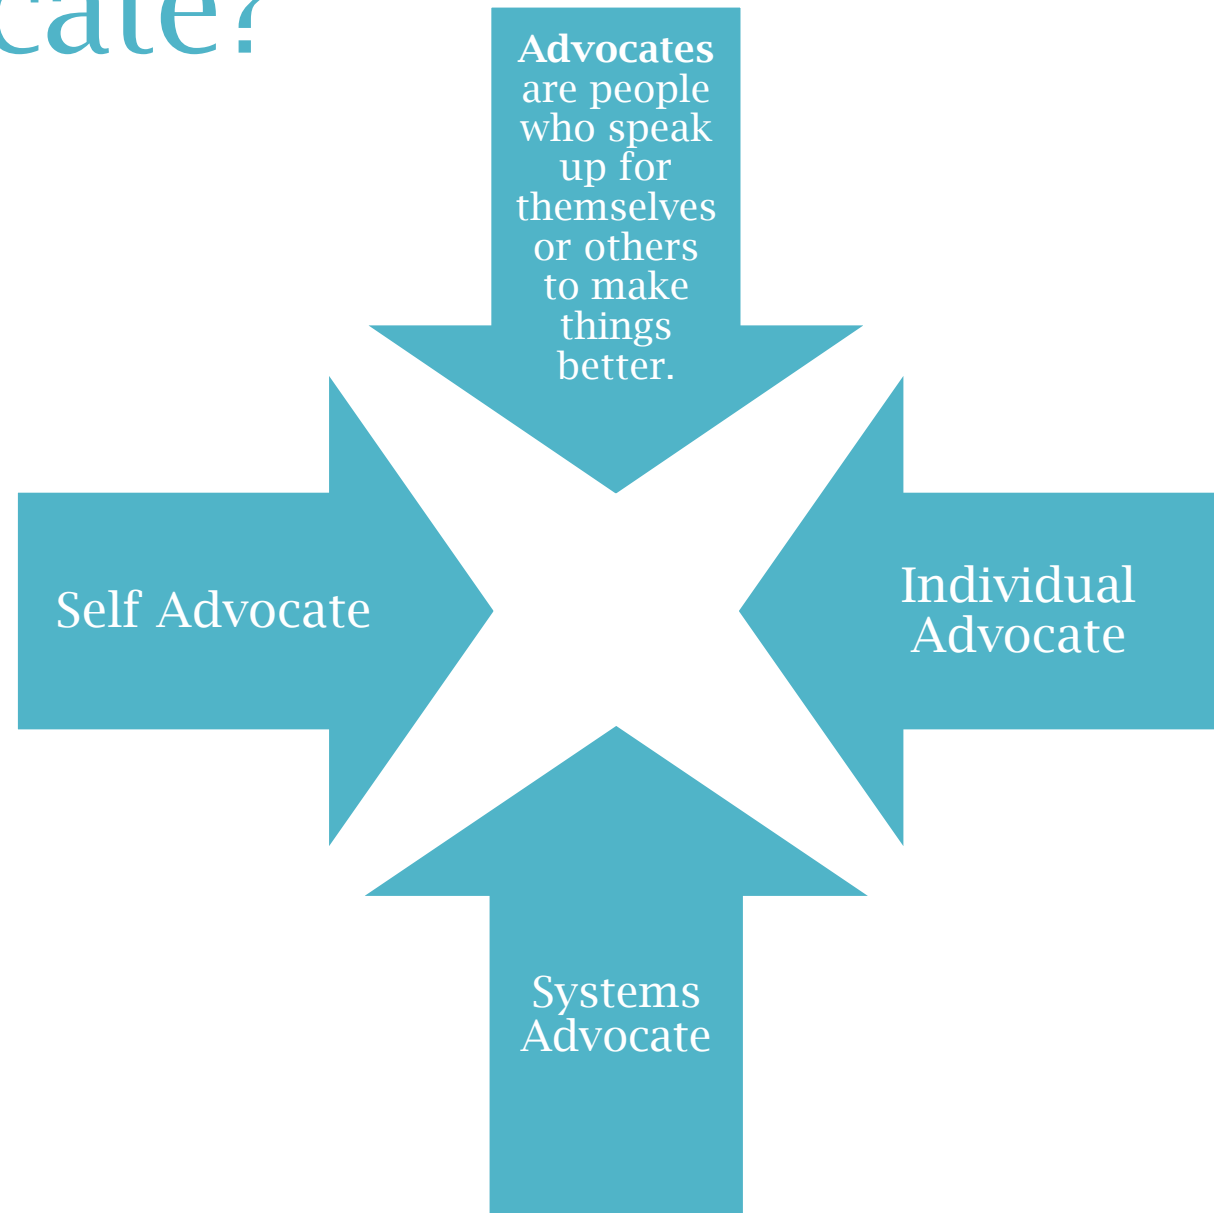 cate?
Advocates
are people
who speak
up for
themselves
or others
to make
things
better.
Self Advocate
Individual
Advocate
Systems
Advocate